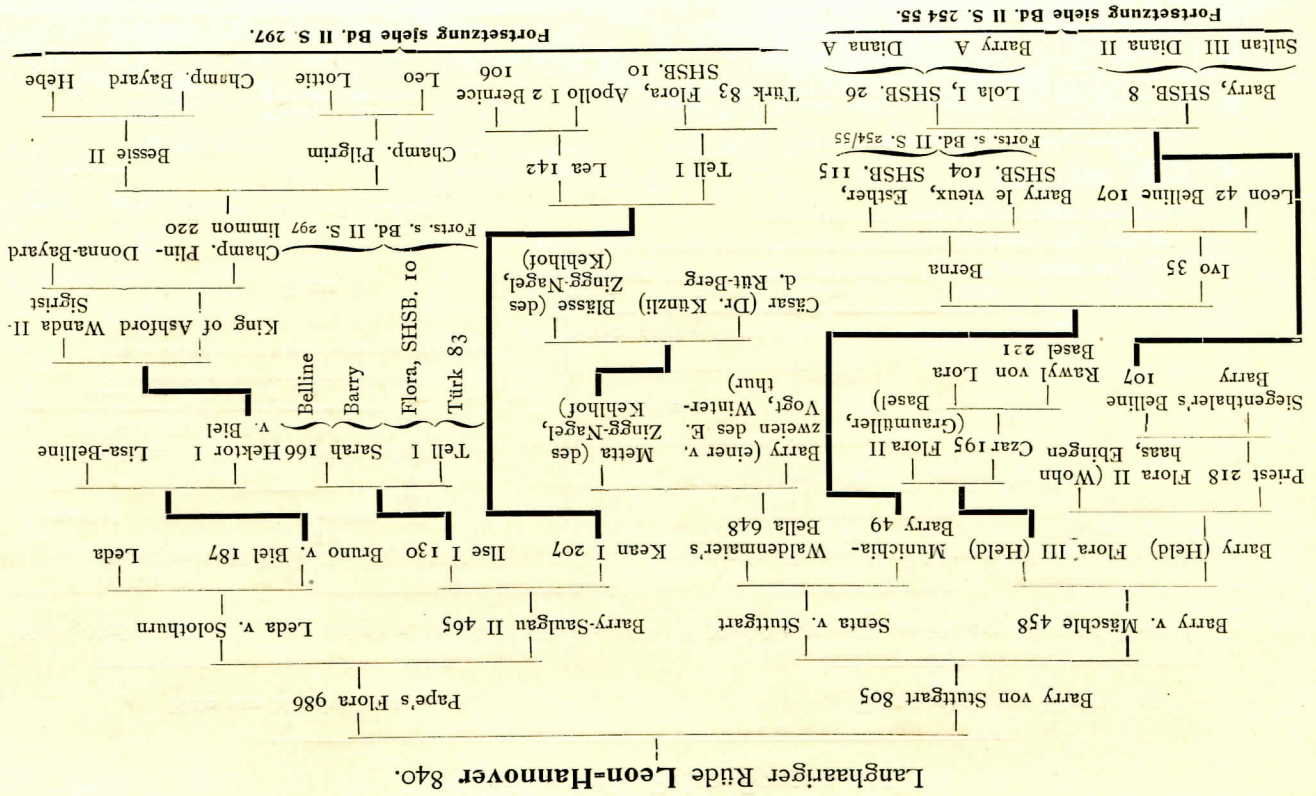 Langhaariger Rüde Leon=Hannover 840.
Barry von Stuttgart 805
Pape's Flora 986
Barry v. Mäschle 458
Senta v. Stuttgart
Barry-Saulgau II 465
Leda v. Solothurn
Barry (Held)
Flora III (Held)
Munichia-
Barry 49
Waldenmaier's
Bella 648
Kean I 207
Ilse I 130
Bruno v. Biel 187
Leda
Priest 218
Flora II (Wohn
haas, Ebingen
Czar 195
Flora II
(Graumüller,
Basel)
Barry (einer v.
zweien des E.
Vogt, Winter-
thur
Metta (des
Zingg-Nagel,
Kehlhof)
Tell I
Sarah 166
Hektor I
v. Biel
Lisa-Belline
Siegenthaler's
Barry
Belline
107
Rawyl von
Basel 221
Lora
Türk 83
Flora, SHSB. 10
Barry
Belline
Cäsar (Dr. Künzli)
d. Rüt-Berg
Blässe (des
Zingg-Nagel,
(Kehlhof)
Forts. s. Bd. II S. 297
King of Ashford
Wanda II-
Sigrist
Ivo 35
Berna
Champ. Plin-
limmon 220
Donna-Bayard
Leon 42
Belline 107
Barry le vieux,
SHSB. 104
Esther,
SHSB. 115
Forts. s. Bd. II S. 254/55
Tell I
Lea 142
Champ. Pilgrim
Bessie II
Barry, SHSB. 8
Lola I, SHSB. 26
Türk 83
Flora,
SHSB. 10
Apollo I 2
Bernice
106
Leo
Lottie
Champ. Bayard
Hebe
Sultan III
Diana II
Barry A
Diana A
Fortsetzung siehe Bd. II S. 254 55.
Fortsetzung siehe Bd. II S. 297.